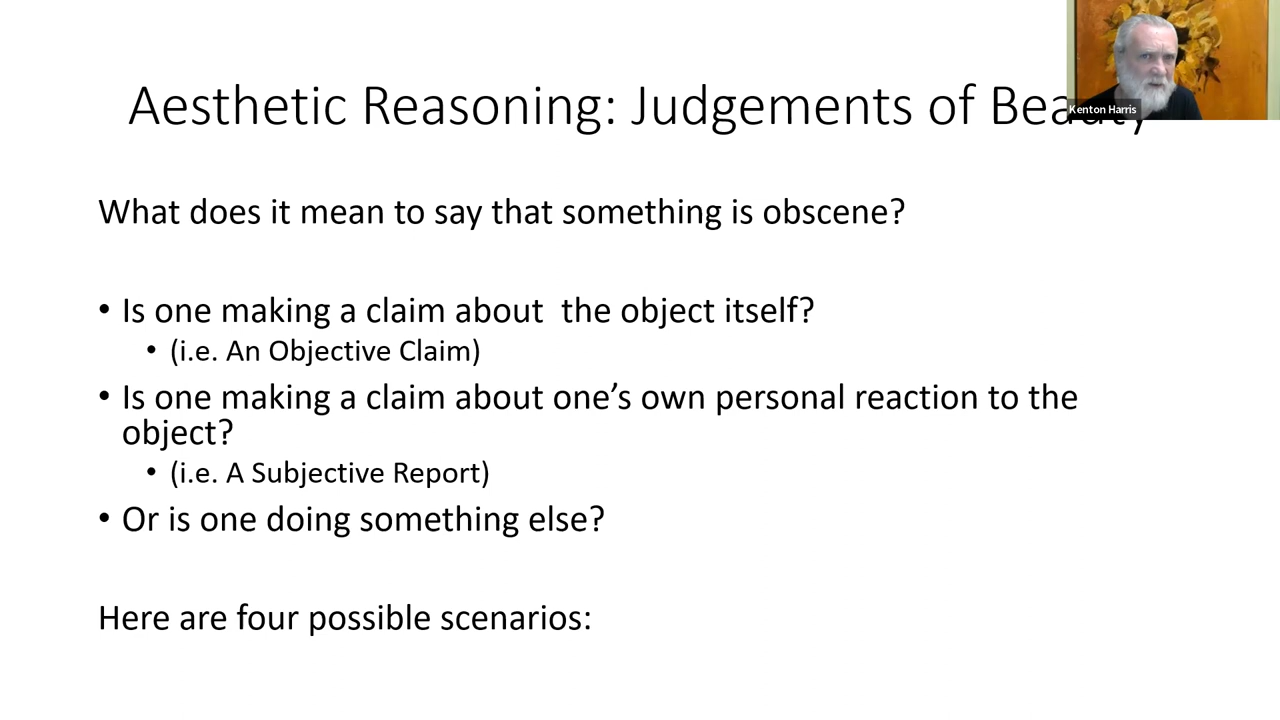 Aesthetic Reasoning: Judgements of Beauty
Kenton Harris
What does it mean to say that something is obscene?
• Is one making a claim about  the object itself?
• (i.e. An Objective Claim)
• Is one making a claim about one’s own personal reaction to the
object?
• (i.e. A Subjective Report)
• Or is one doing something else?
Here are four possible scenarios: